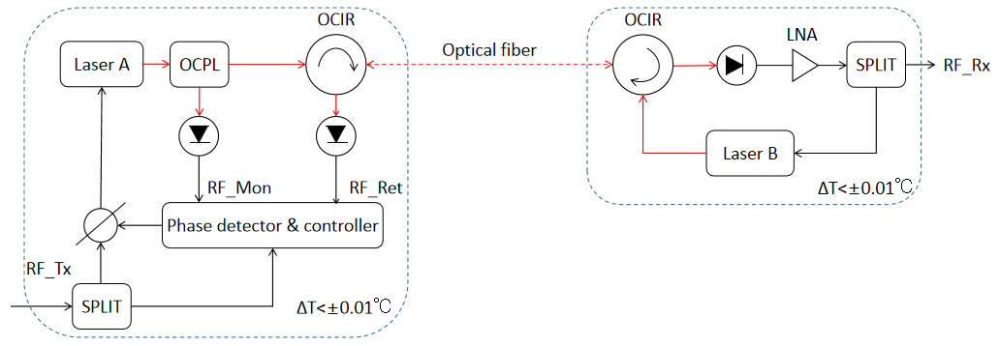 OCIR
OCIR
Laser A
OCPL
Optical fiber
LNA
SPLIT
RF_Rx
RF_Mon
RF_Ret
Laser B
ΔT<±0.01℃
Phase detector & controller
RF_Tx
SPLIT
ΔT<±0.01℃